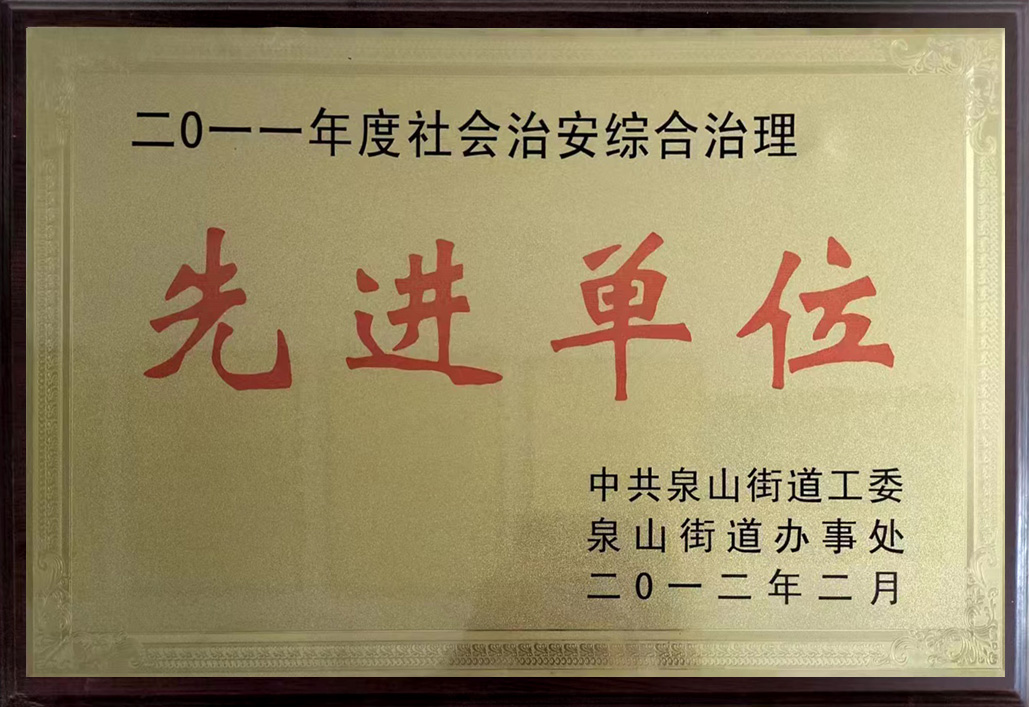 二0一一年度社会治安综合治理
先进单位
中共泉山街道工委
泉山街道办事处
二0一二年二月